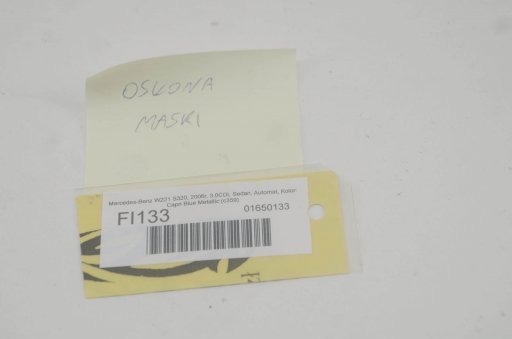 OSŁONA
MASKI
Mercedes-Benz W221 S320, 2006r, 3.0CDI, Sedan, Automat, Kolor:
Capri Blue Metallic (c359)
FI133
01650133